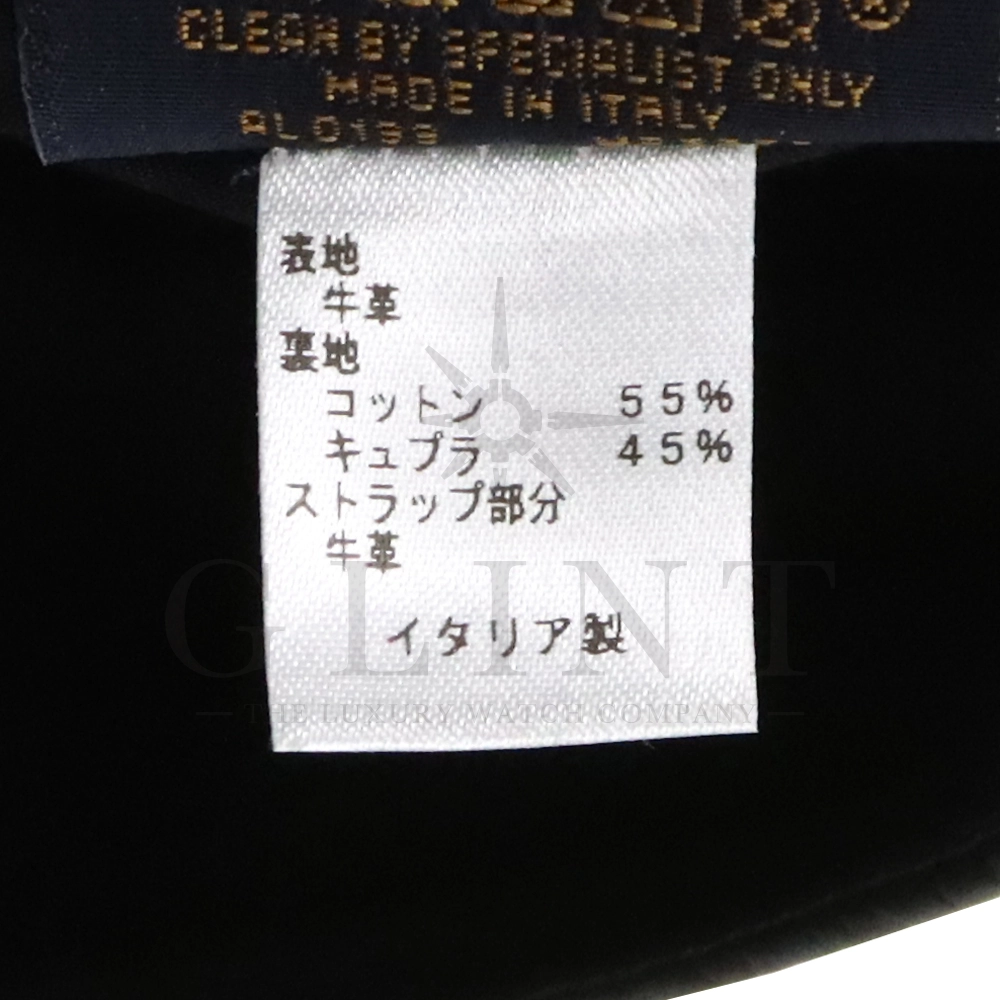 CLEAN BY SPECIALIST ONLY
MADE IN ITALY
AL0199
表地
牛革
裏地
コットン 55%
キュプラ 45%
ストラップ部分
牛革
イタリア製
GLINT
THE LUXURY WATCH COMPANY